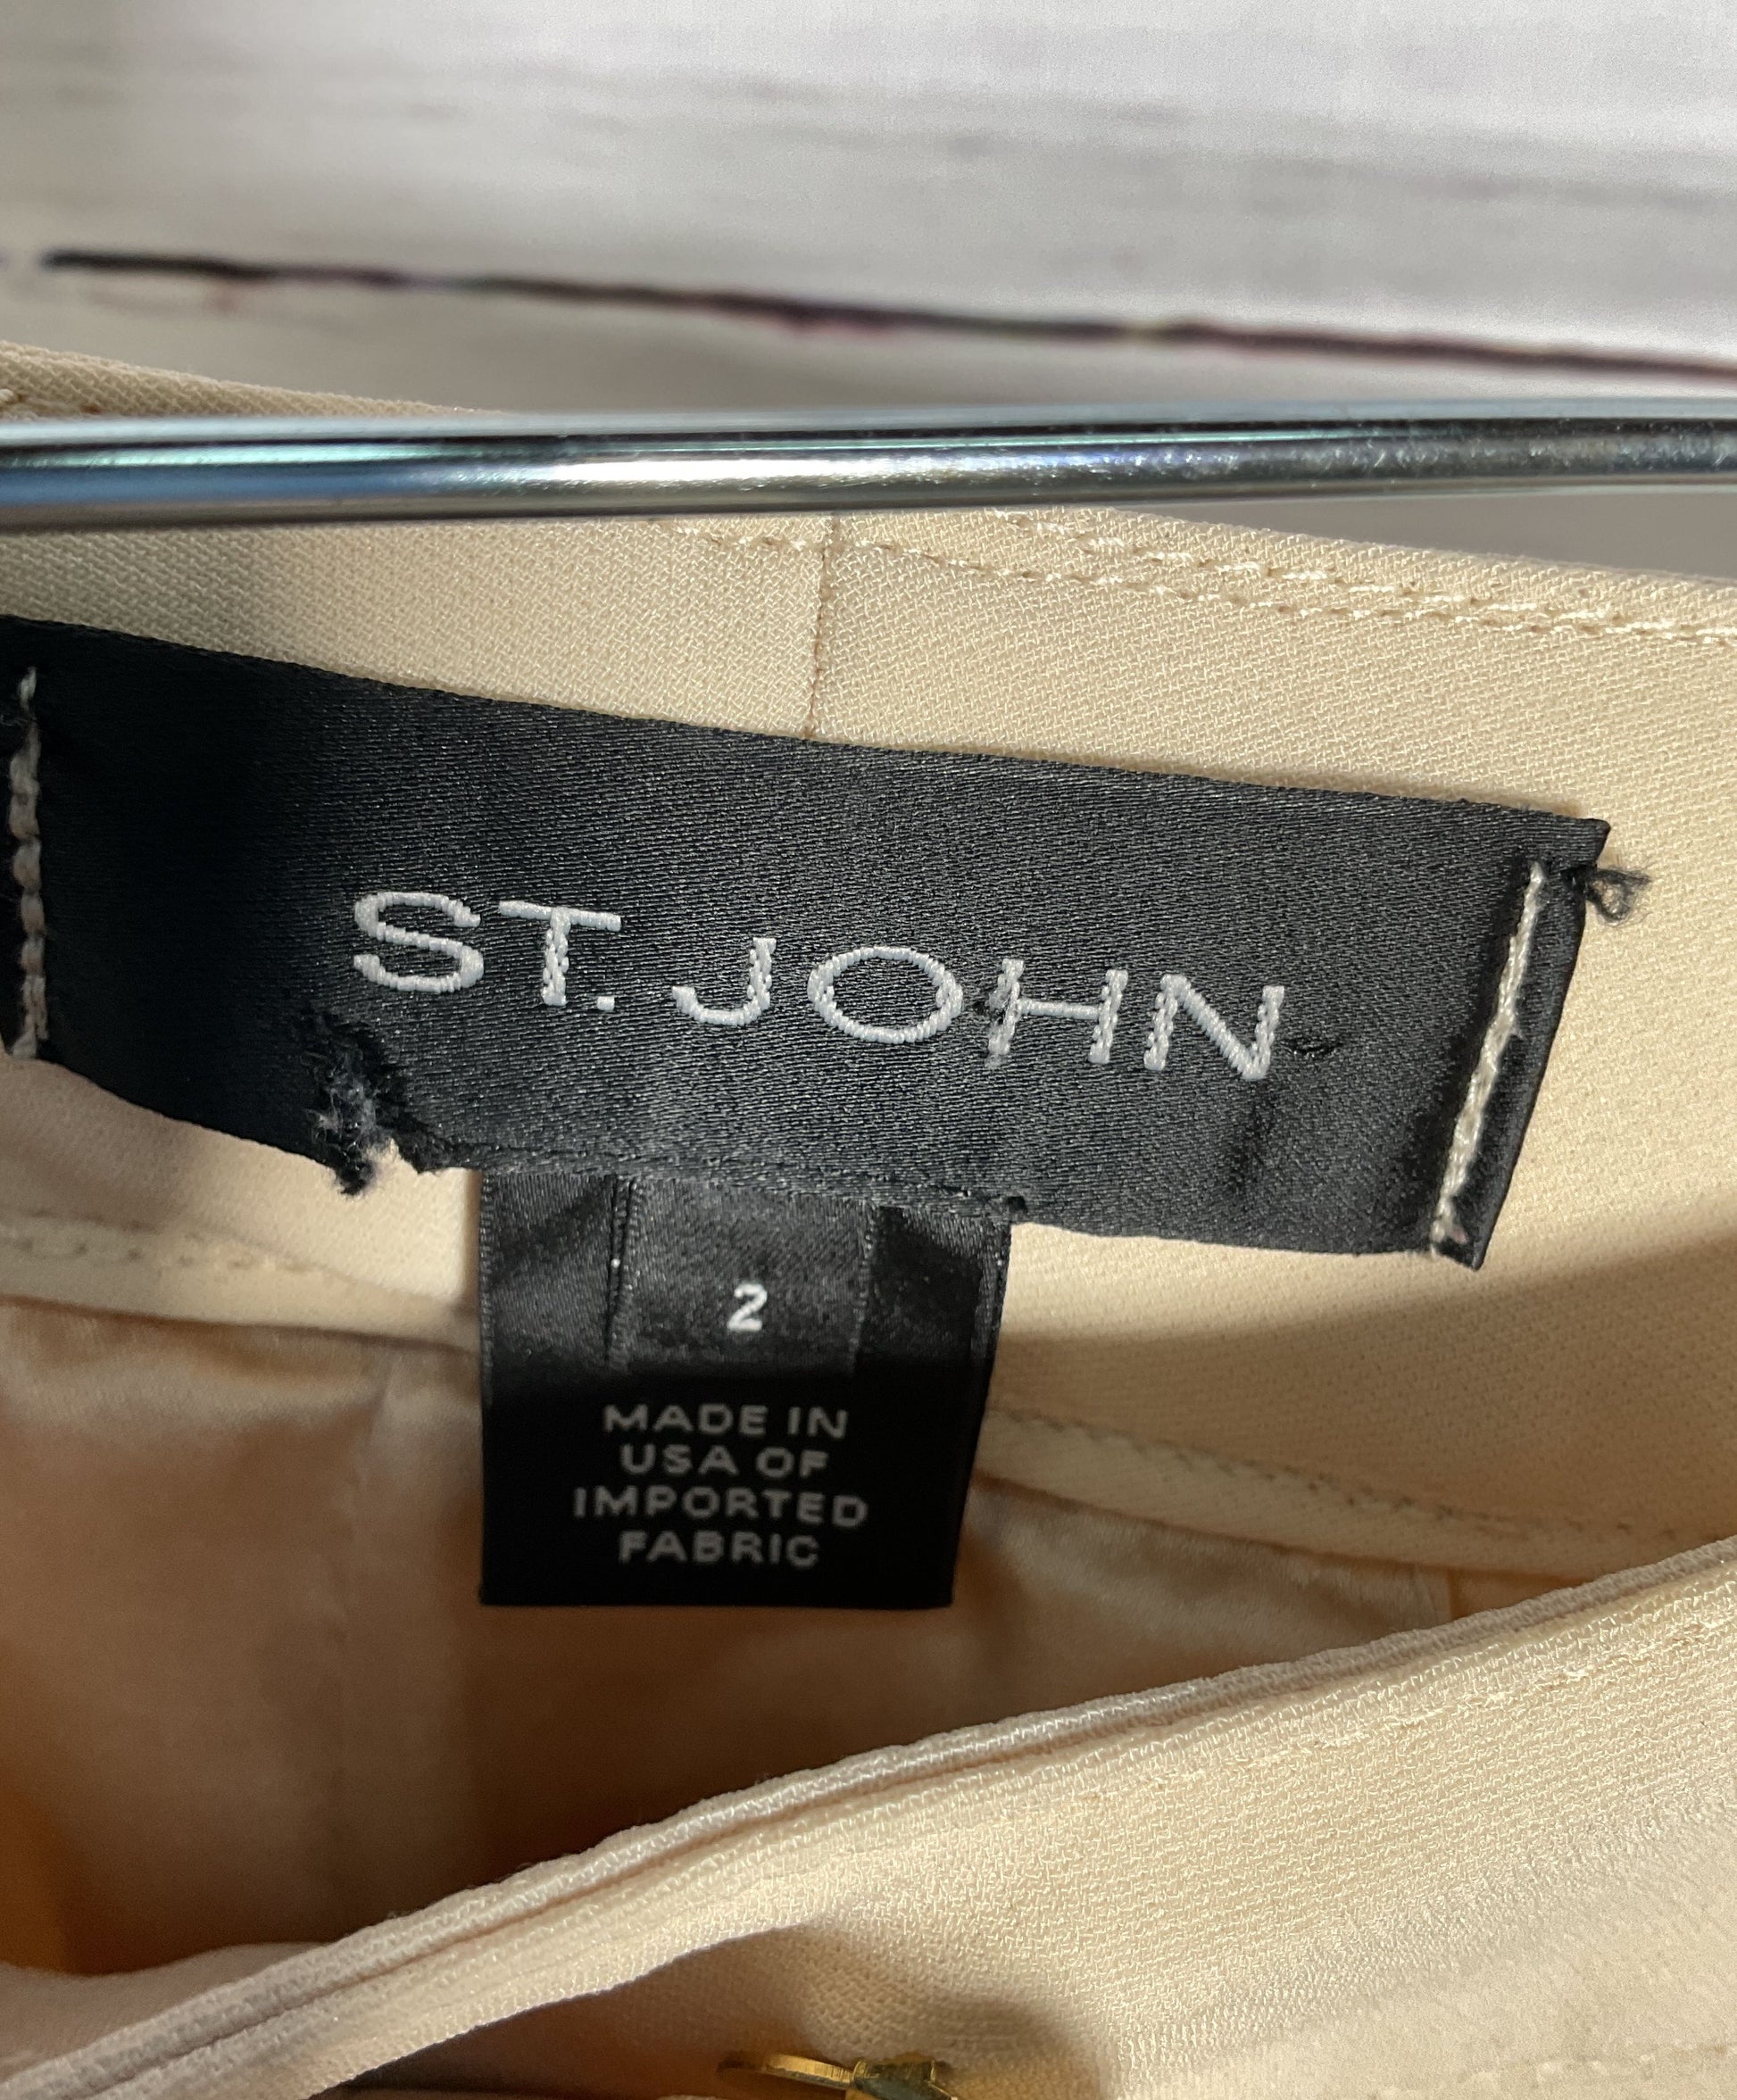 ST. JOHN
2
MADE IN
USA OF
IMPORTED
FABRIC